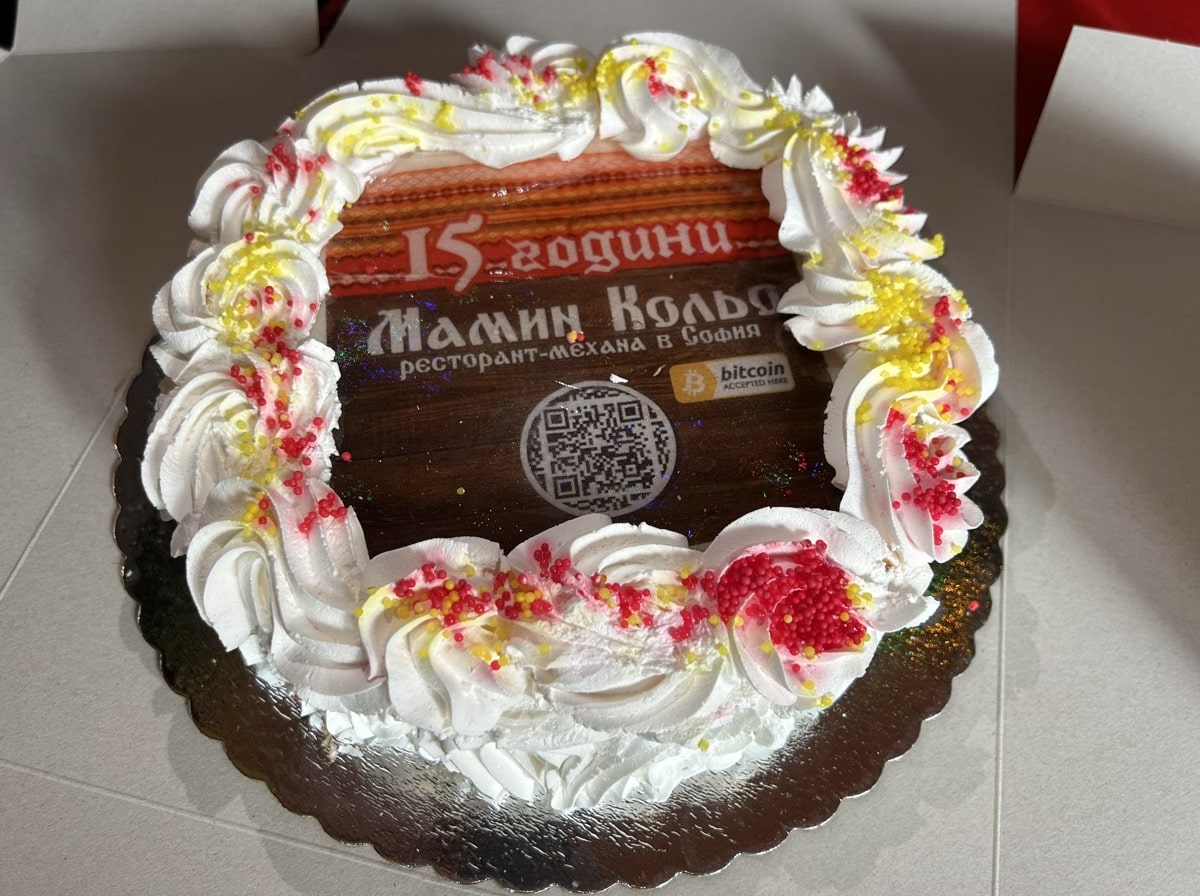 15 години
Мамин Кольо
ресторант-механа в София
bitcoin
ACCEPTED HERE